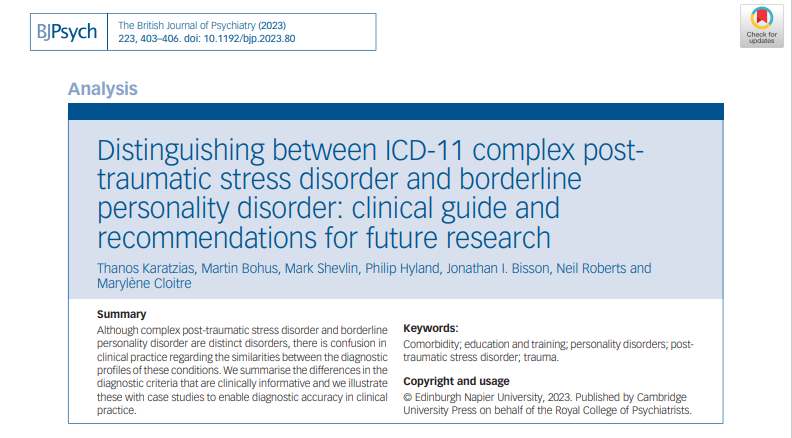 BJPsych
The British Journal of Psychiatry (2023)
223, 403–406. doi: 10.1192/bjp.2023.80
Check for
updates
Analysis
Distinguishing between ICD-11 complex post-
traumatic stress disorder and borderline
personality disorder: clinical guide and
recommendations for future research
Thanos Karatzias, Martin Bohus, Mark Shevlin, Philip Hyland, Jonathan I. Bisson, Neil Roberts and
Marylène Cloitre
Summary
Although complex post-traumatic stress disorder and borderline
personality disorder are distinct disorders, there is confusion in
clinical practice regarding the similarities between the diagnostic
profiles of these conditions. We summarise the differences in the
diagnostic criteria that are clinically informative and we illustrate
these with case studies to enable diagnostic accuracy in clinical
practice.
Keywords:
Comorbidity; education and training; personality disorders; post-
traumatic stress disorder; trauma.
Copyright and usage
© Edinburgh Napier University, 2023. Published by Cambridge
University Press on behalf of the Royal College of Psychiatrists.